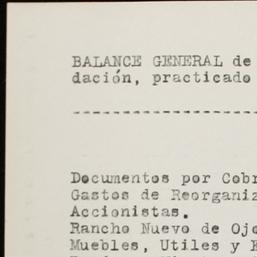 BALANCE GENERAL de
dación, practicado
Documentos por Cobr
Gastos de Reorganiz
Accionistas.
Rancho Nuevo de Ojo
Muebles, Utiles y